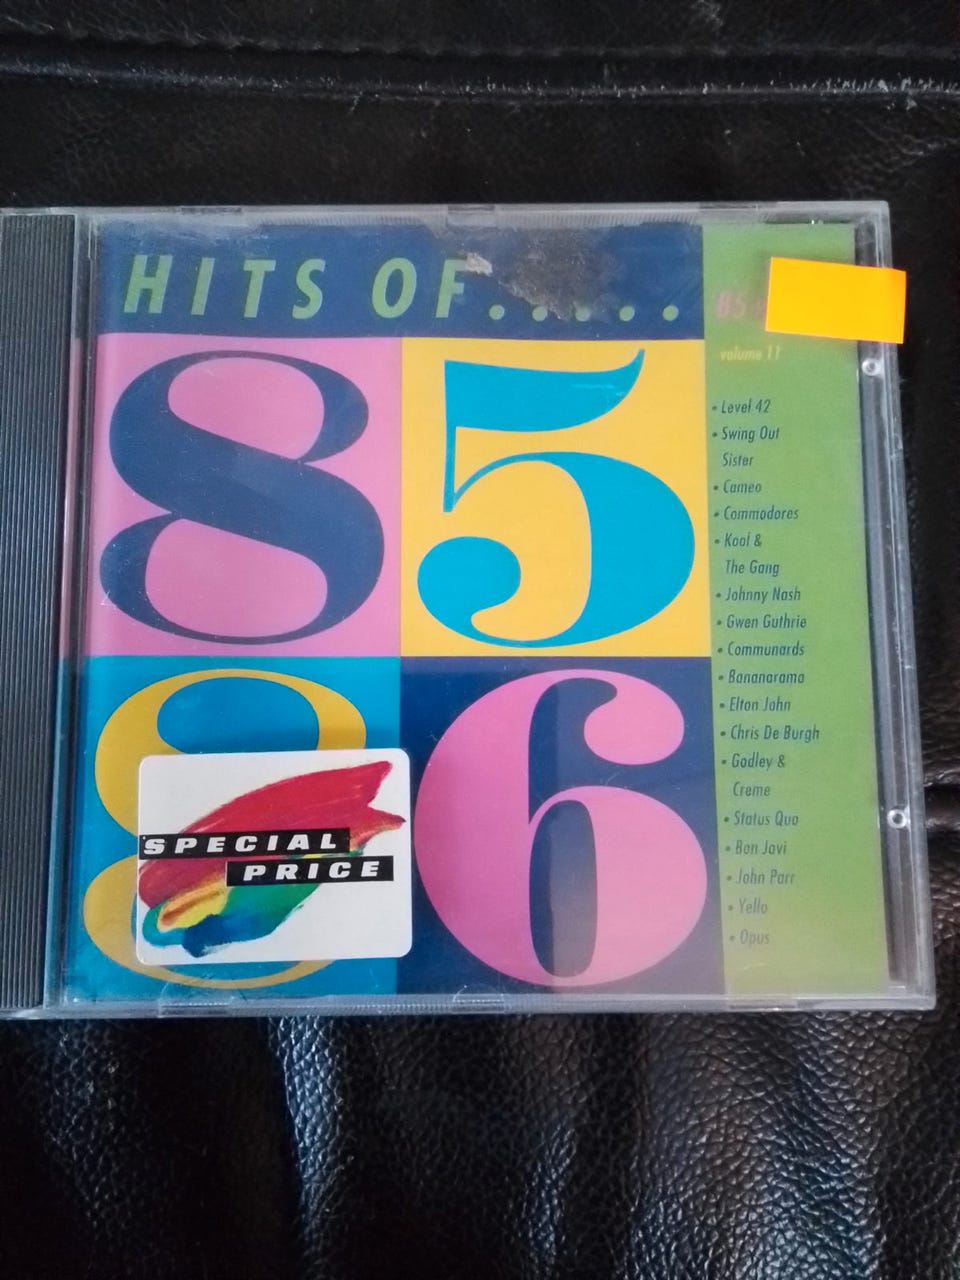 HITS OF......
85
86
SPECIAL
PRICE
85
volume 11
• Level 42
• Swing Out
Sister
• Cameo
• Commodores
• Kool &
The Gang
• Johnny Nash
• Gwen Guthrie
• Communards
• Bananarama
• Elton John
• Chris De Burgh
• Godley &
Creme
• Status Quo
• Bon Jovi
• John Parr
• Yello
• Opus